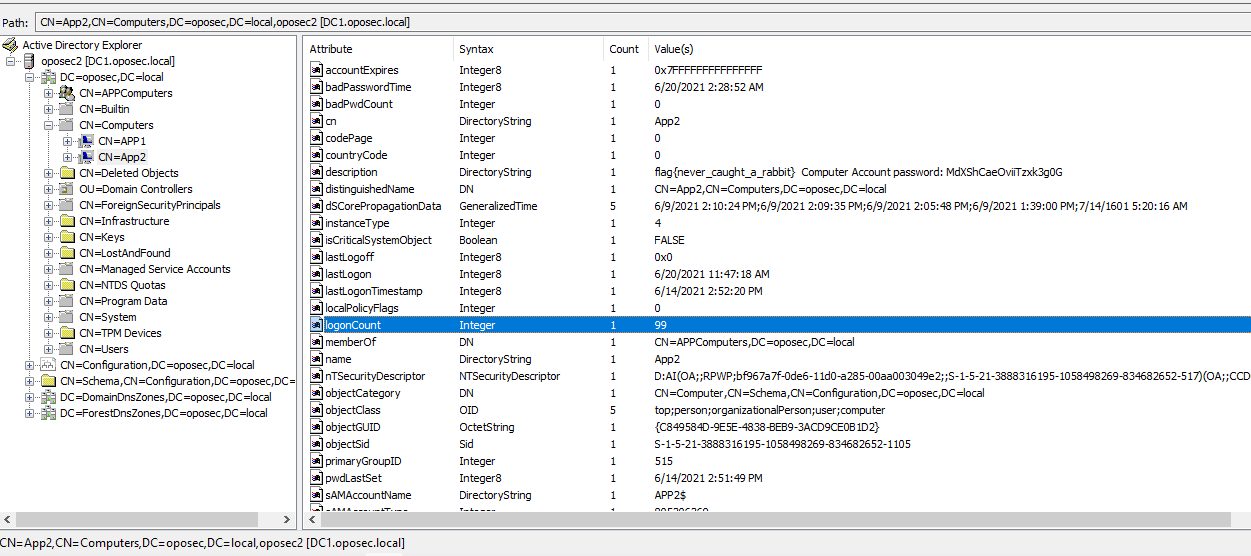 Path: CN=App2,CN=Computers,DC=oposec,DC=local,oposec2 [DC1.oposec.local]
Active Directory Explorer
oposec2 [DC1.oposec.local]
DC=oposec,DC=local
CN=APPComputers
CN=Builtin
CN=Computers
CN=APP1
CN=App2
CN=Deleted Objects
OU=Domain Controllers
CN=ForeignSecurityPrincipals
CN=Infrastructure
CN=Keys
CN=LostAndFound
CN=Managed Service Accounts
CN=NTDS Quotas
CN=Program Data
CN=System
CN=TPM Devices
CN=Users
CN=Configuration,DC=oposec,DC=local
CN=Schema,CN=Configuration,DC=oposec,DC=
DC=DomainDnsZones,DC=oposec,DC=local
DC=ForestDnsZones,DC=oposec,DC=local
Attribute Syntax Count Value(s)
accountExpires Integer8 1 0x7FFFFFFFFFFFFFFF
badPasswordTime Integer8 1 6/20/2021 2:28:52 AM
badPwdCount Integer 1 0
cn DirectoryString 1 App2
codePage Integer 1 0
countryCode Integer 1 0
description DirectoryString 1 flag{never_caught_a_rabbit} Computer Account password: MdXShCaeOviiTzxk3g0G
distinguishedName DN 1 CN=App2,CN=Computers,DC=oposec,DC=local
dSCorePropagationData GeneralizedTime 5 6/9/2021 2:10:24 PM;6/9/2021 2:09:35 PM;6/9/2021 2:05:48 PM;6/9/2021 1:39:00 PM;7/14/1601 5:20:16 AM
instanceType Integer 1 4
isCriticalSystemObject Boolean 1 FALSE
lastLogoff Integer8 1 0x0
lastLogon Integer8 1 6/20/2021 11:47:18 AM
lastLogonTimestamp Integer8 1 6/14/2021 2:52:20 PM
localPolicyFlags Integer 1 0
logonCount Integer 1 99
memberOf DN 1 CN=APPComputers,DC=oposec,DC=local
name DirectoryString 1 App2
nTSecurityDescriptor NTSecurityDescriptor 1 D:AI(OA;;RPWP;bf967a7f-0de6-11d0-a285-00aa003049e2;;S-1-5-21-3888316195-1058498269-834682652-517)(OA;;CCD
objectCategory DN 1 CN=Computer,CN=Schema,CN=Configuration,DC=oposec,DC=local
objectClass OID 5 top;person;organizationalPerson;user;computer
objectGUID OctetString 1 {C849584D-9E5E-4838-BEB9-3ACD9CE0B1D2}
objectSid Sid 1 S-1-5-21-3888316195-1058498269-834682652-1105
primaryGroupID Integer 1 515
pwdLastSet Integer8 1 6/14/2021 2:51:49 PM
sAMAccountName DirectoryString 1 APP2$
CN=App2,CN=Computers,DC=oposec,DC=local,oposec2 [DC1.oposec.local]